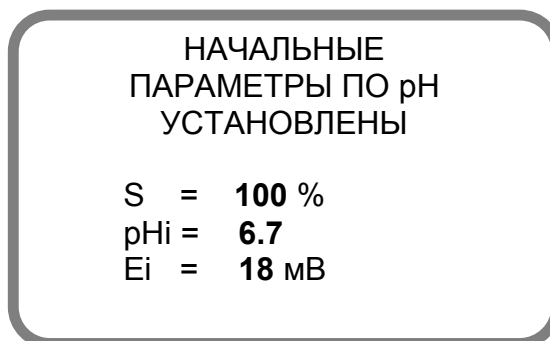 НАЧАЛЬНЫЕ
ПАРАМЕТРЫ ПО pH
УСТАНОВЛЕНЫ
S = 100 %
pHi = 6.7
Ei = 18 мВ